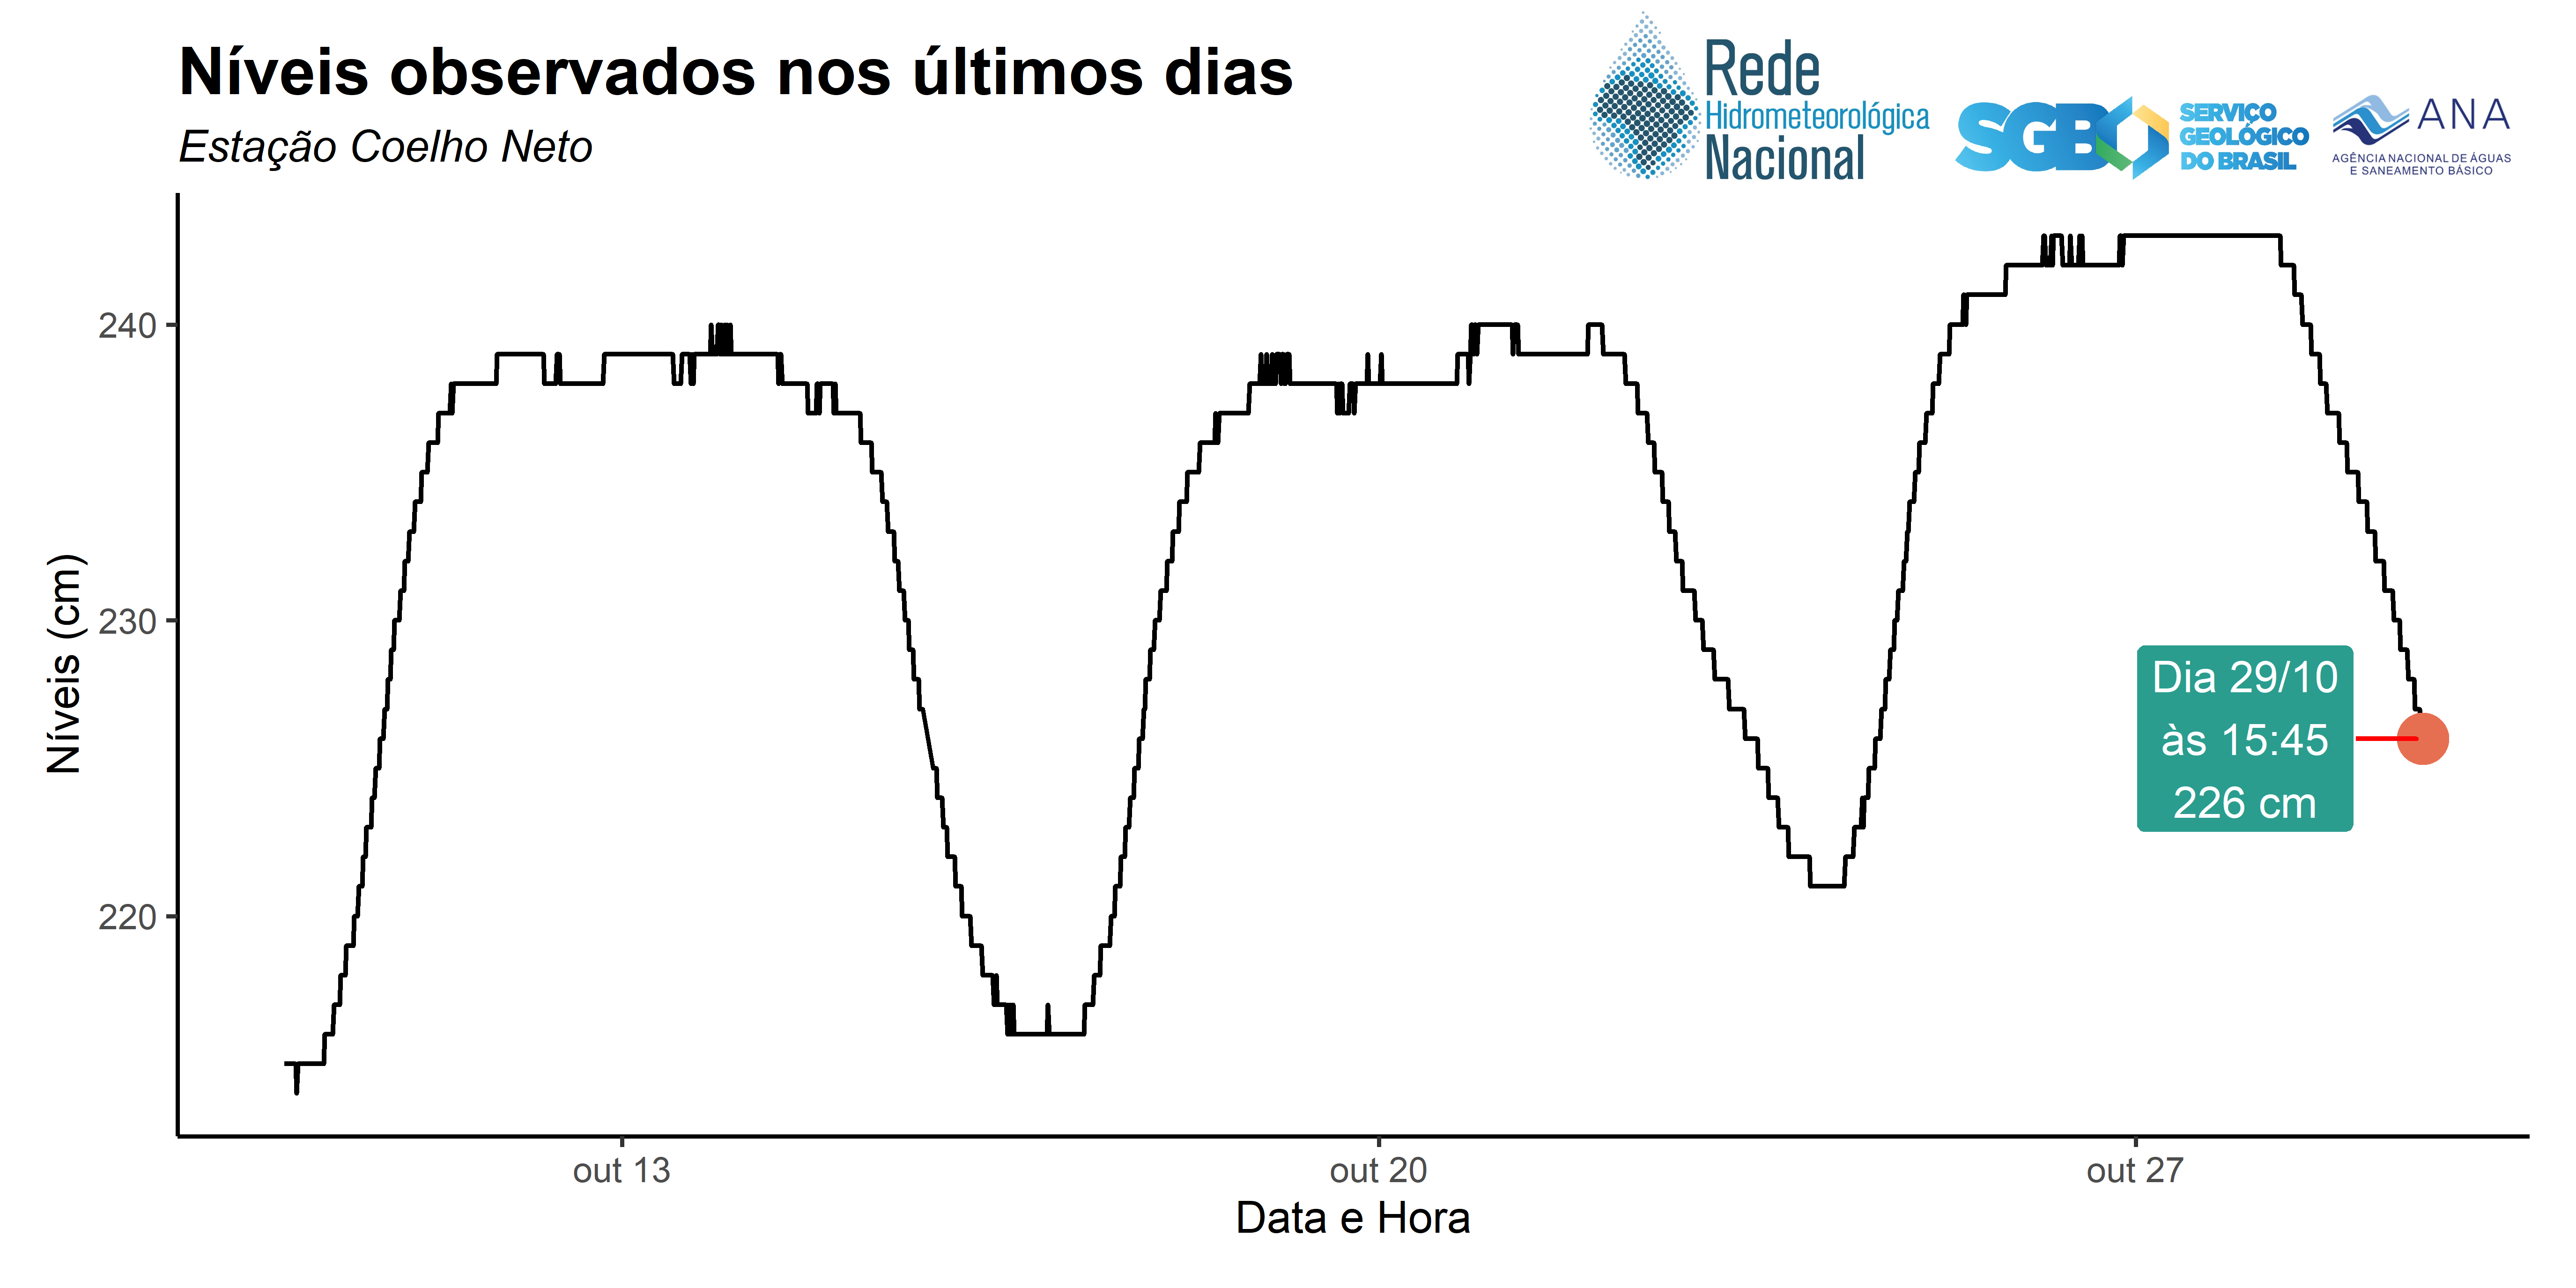 Níveis observados nos últimos dias
Estação Coelho Neto
Rede
Hidrometeorológica
Nacional
SGB
SERVIÇO
GEOLÓGICO
DO BRASIL
ANA
AGÊNCIA NACIONAL DE ÁGUAS
E SANEAMENTO BÁSICO
Níveis (cm)
240
230
220
Dia 29/10
às 15:45
226 cm
out 13
out 20
out 27
Data e Hora